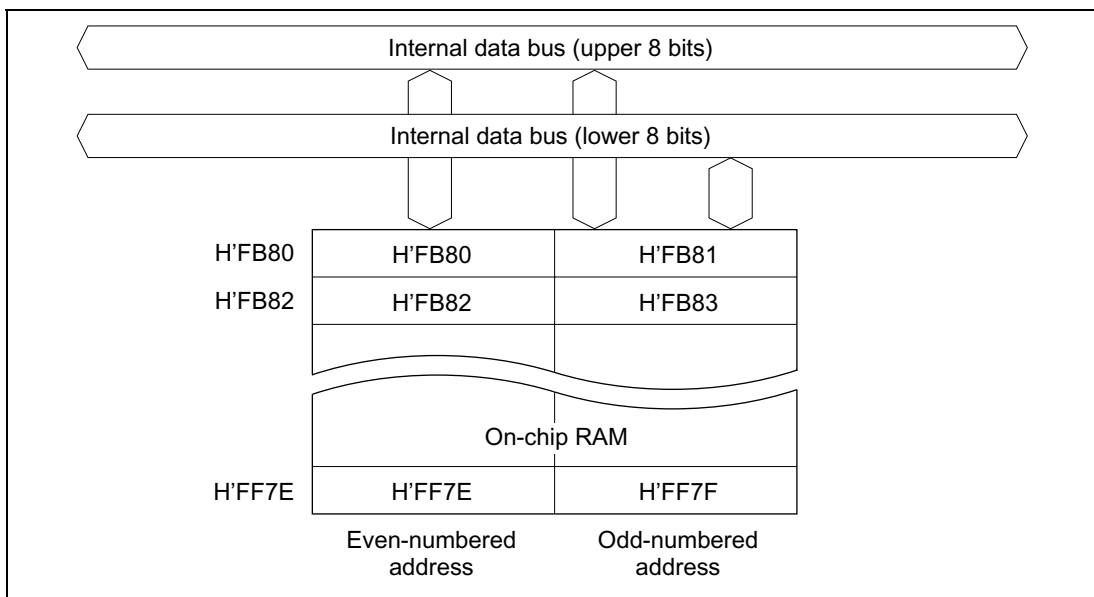 Internal data bus (upper 8 bits)
Internal data bus (lower 8 bits)
H'FB80 H'FB80 H'FB81
H'FB82 H'FB82 H'FB83
On-chip RAM
H'FF7E H'FF7E H'FF7F
Even-numbered Odd-numbered
address address